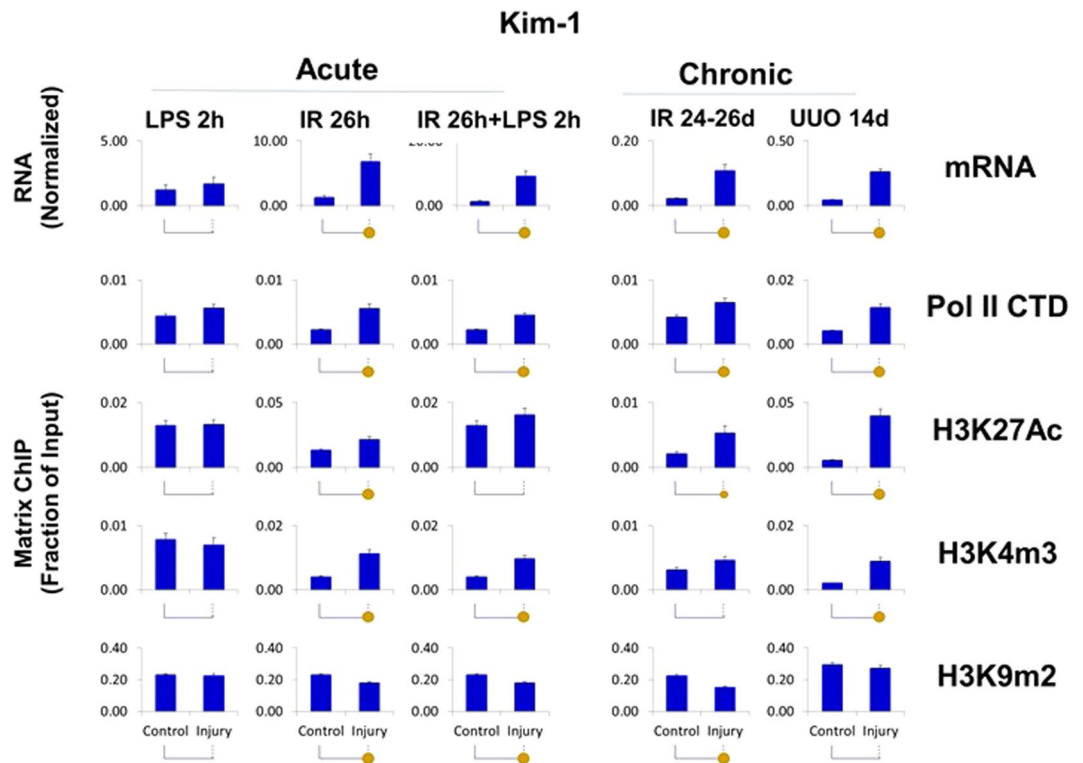 Kim-1
Acute Chronic
LPS 2h IR 26h IR 26h+LPS 2h IR 24-26d UUO 14d
RNA
(Normalized)
5.00 10.00 20.00 0.20 0.50
mRNA
0.00 0.00 0.00 0.00 0.00
0.01 0.01 0.01 0.01 0.02
Pol II CTD
0.00 0.00 0.00 0.00 0.00
Matrix ChIP
(Fraction of Input)
0.02 0.05 0.02 0.01 0.05
H3K27Ac
0.00 0.00 0.00 0.00 0.00
0.01 0.02 0.02 0.01 0.02
H3K4m3
0.00 0.00 0.00 0.00 0.00
0.40 0.40 0.40 0.40 0.40
0.20 0.20 0.20 0.20 0.20
H3K9m2
0.00 0.00 0.00 0.00 0.00
Control Injury Control Injury Control Injury Control Injury Control Injury